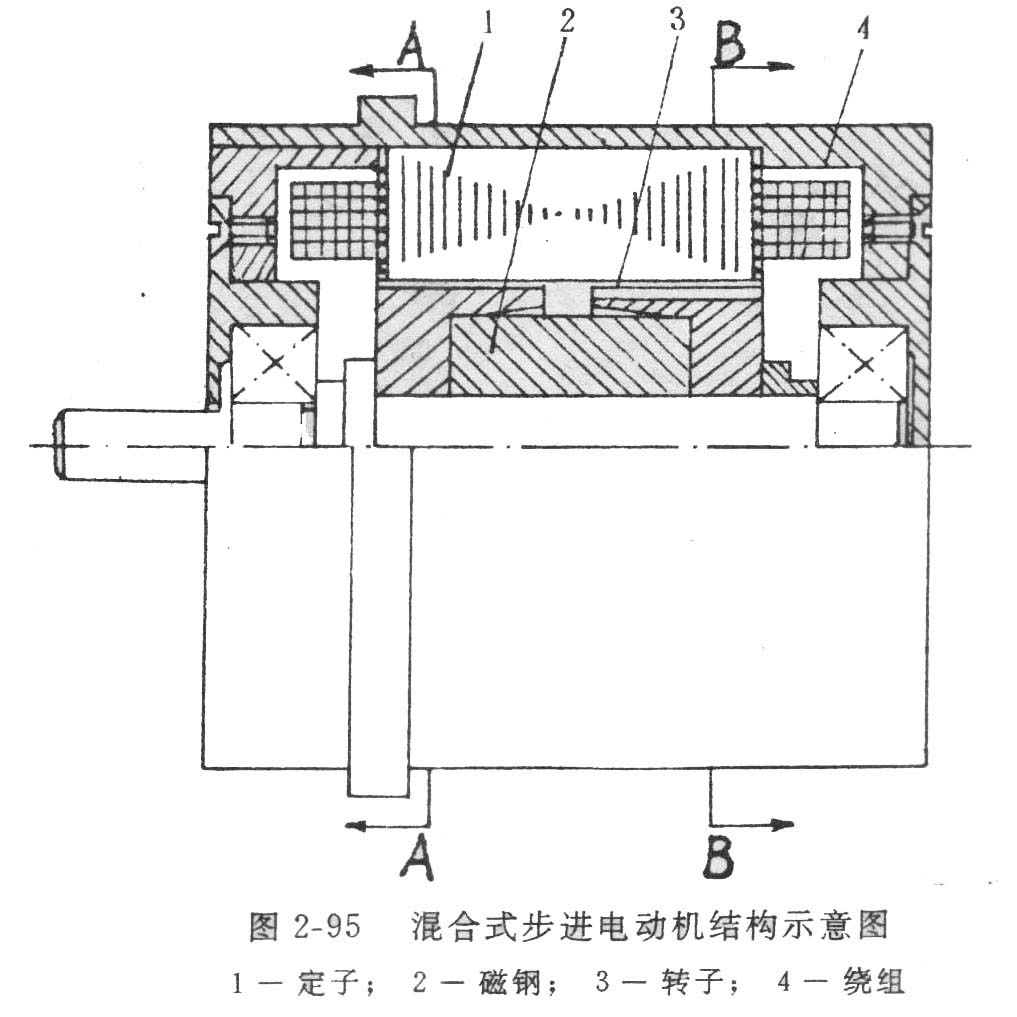 1 2 3 4
A B
A B
图 2-95 混合式步进电动机结构示意图
1 — 定子； 2 — 磁钢； 3 — 转子； 4 — 绕组